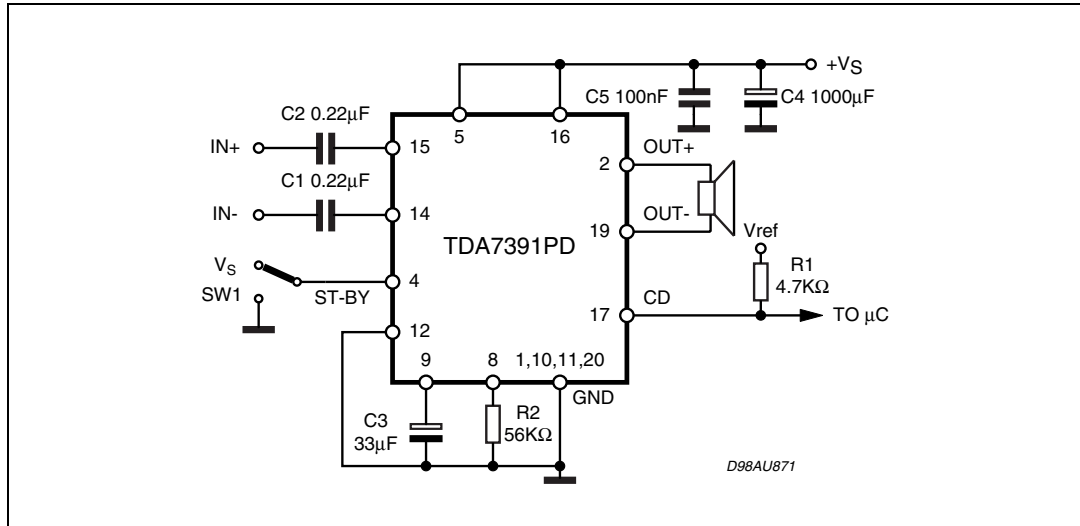 +VS
C5 100nF
C4 1000μF
C2 0.22μF
5
16
IN+
15
OUT+
2
C1 0.22μF
IN-
14
OUT-
19
TDA7391PD
Vref
VS
R1
4.7KΩ
SW1
ST-BY
4
CD
17
TO μC
12
9
8
1,10,11,20
GND
C3
33μF
R2
56KΩ
D98AU871